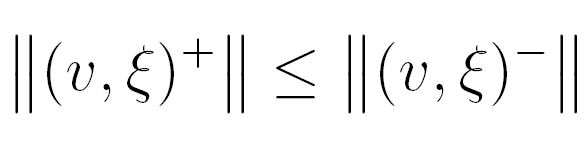 ‖(v, ξ)⁺‖ ≤ ‖(v, ξ)⁻‖